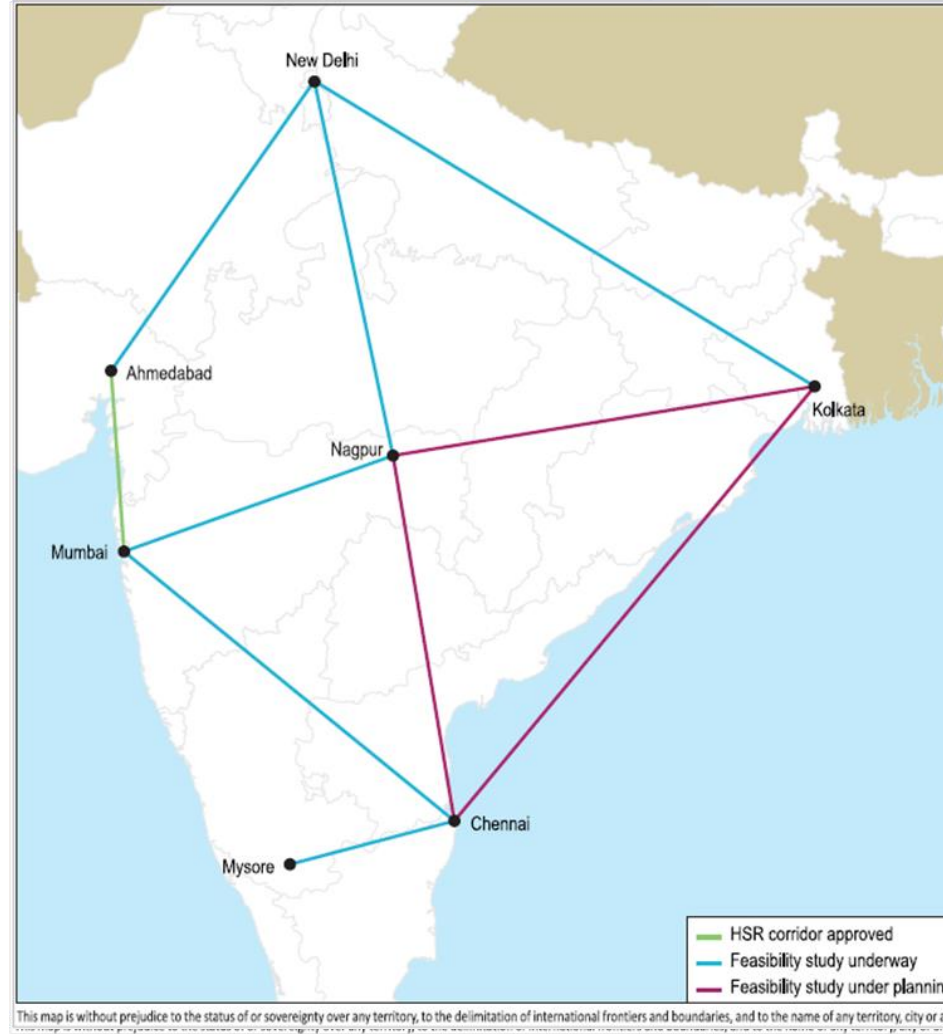 New Delhi
Ahmedabad
Kolkata
Nagpur
Mumbai
Chennai
Mysore
HSR corridor approved
Feasibility study underway
Feasibility study under plannin
This map is without prejudice to the status of or sovereignty over any territory, to the delimitation of international frontiers and boundaries, and to the name of any territory, city or a